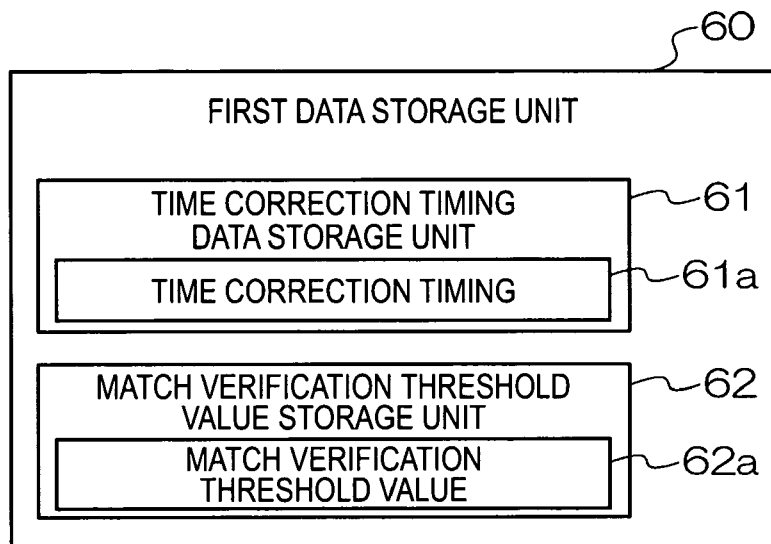 60
FIRST DATA STORAGE UNIT
TIME CORRECTION TIMING
DATA STORAGE UNIT
61
TIME CORRECTION TIMING
61a
MATCH VERIFICATION THRESHOLD
VALUE STORAGE UNIT
62
MATCH VERIFICATION
THRESHOLD VALUE
62a